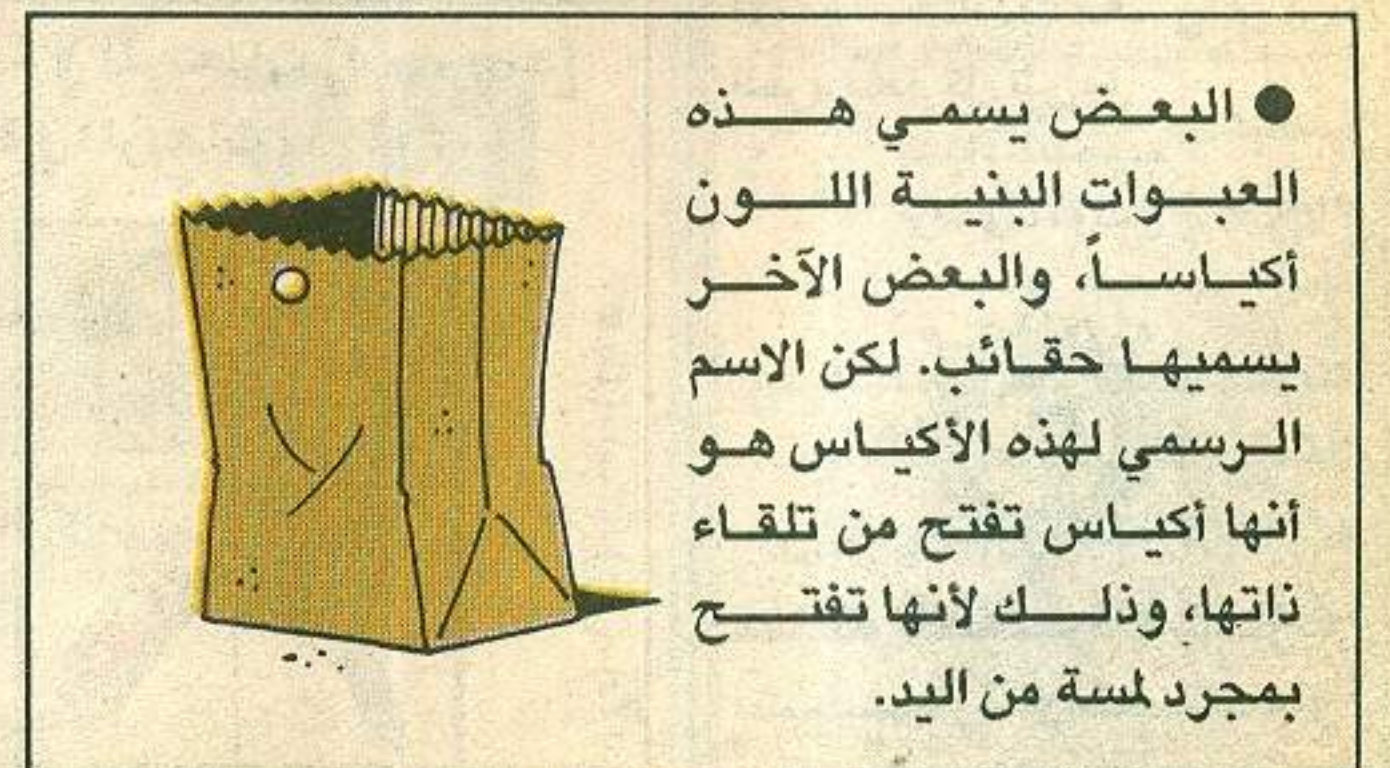 ● البعض يسمي هذه
العبوات البنية اللون
أكياساً، والبعض الآخر
يسميها حقائب. لكن الاسم
الرسمي لهذه الأكياس هو
أنها أكياس تفتح من تلقاء
ذاتها، وذلك لأنها تفتح
بمجرد لمسة من اليد.